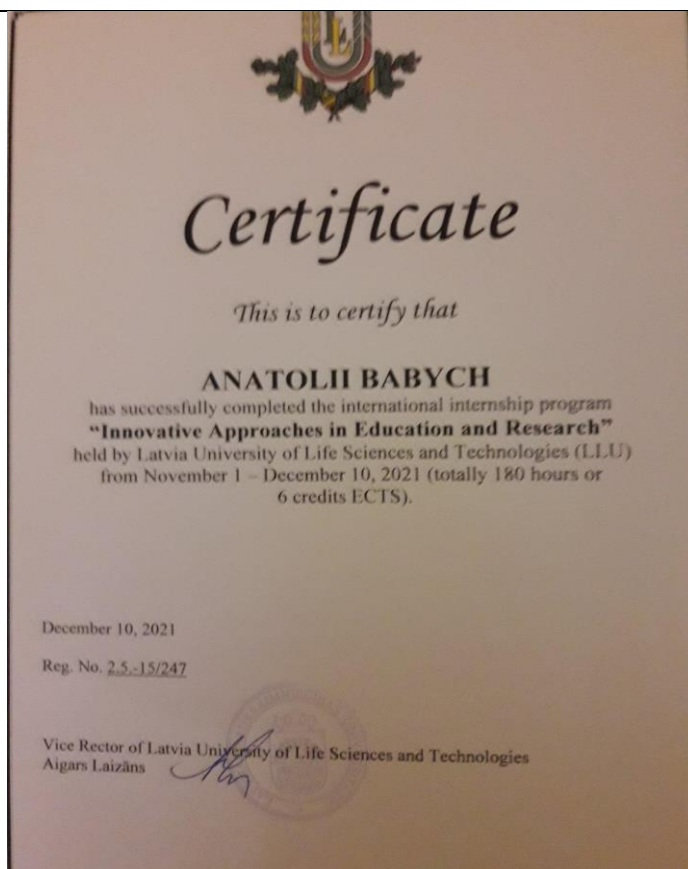 Certificate
This is to certify that
ANATOLII BABYCH
has successfully completed the international internship program
“Innovative Approaches in Education and Research”
held by Latvia University of Life Sciences and Technologies (LLU)
from November 1 – December 10, 2021 (totally 180 hours or
6 credits ECTS).
December 10, 2021
Reg. No. 2.5.-15/247
Vice Rector of Latvia University of Life Sciences and Technologies
Aigars Laizāns